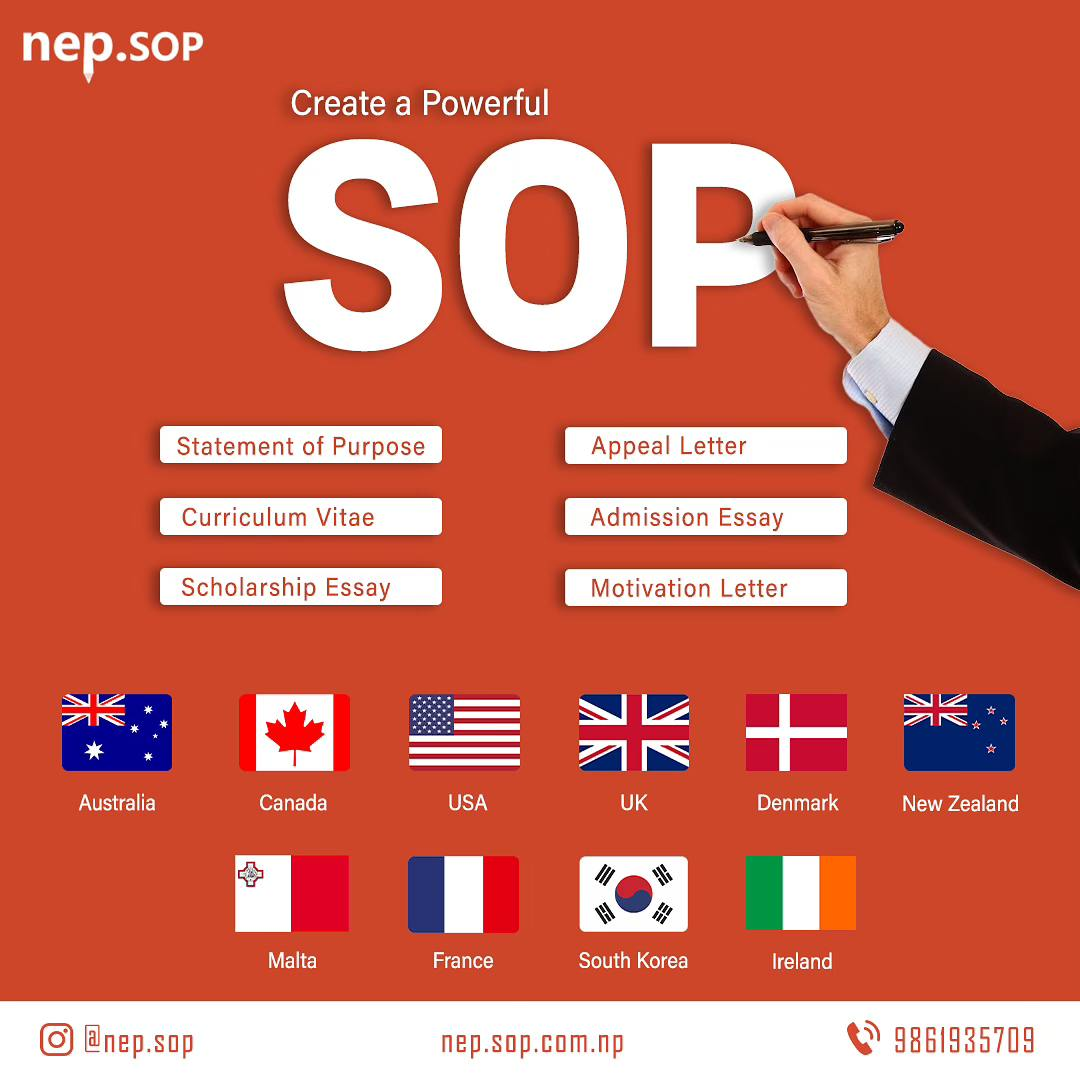 nep.SOP
Create a Powerful
SOP
Statement of Purpose
Appeal Letter
Curriculum Vitae
Admission Essay
Scholarship Essay
Motivation Letter
Australia
Canada
USA
UK
Denmark
New Zealand
Malta
France
South Korea
Ireland
@nep.sop
nep.sop.com.np
9861935709